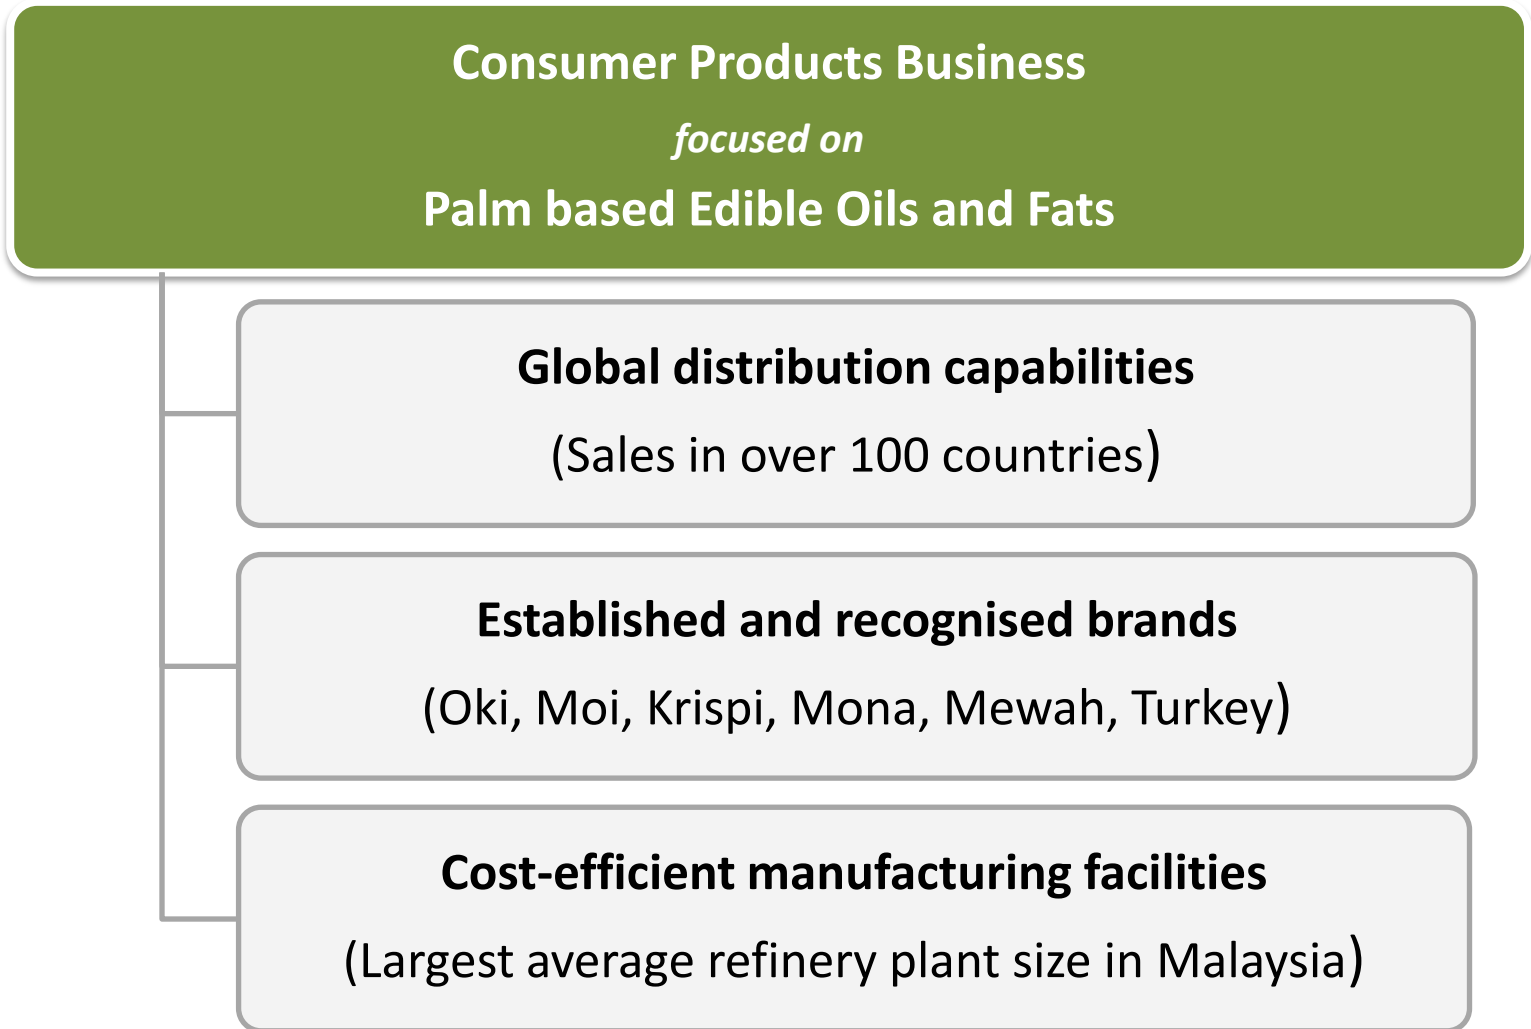 Consumer Products Business
focused on
Palm based Edible Oils and Fats
Global distribution capabilities
(Sales in over 100 countries)
Established and recognised brands
(Oki, Moi, Krispi, Mona, Mewah, Turkey)
Cost-efficient manufacturing facilities
(Largest average refinery plant size in Malaysia)